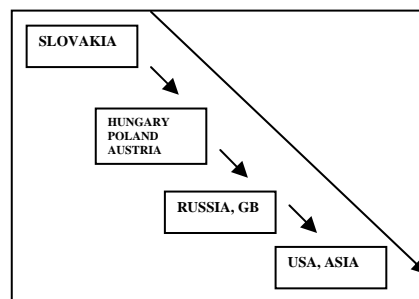 SLOVAKIA
HUNGARY
POLAND
AUSTRIA
RUSSIA, GB
USA, ASIA